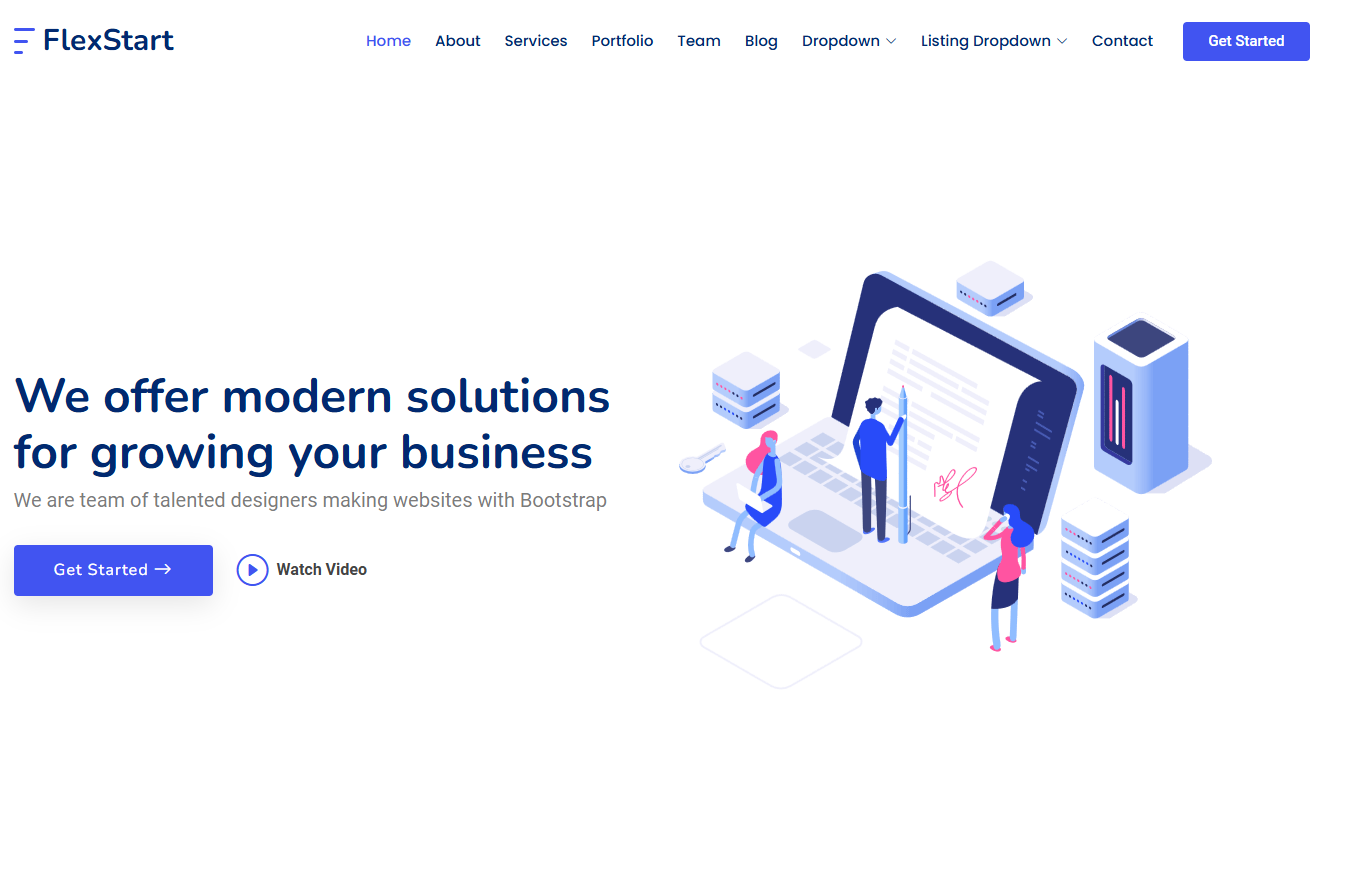 FlexStart
Home About Services Portfolio Team Blog Dropdown Listing Dropdown Contact Get Started
We offer modern solutions
for growing your business
We are team of talented designers making websites with Bootstrap
Get Started
Watch Video